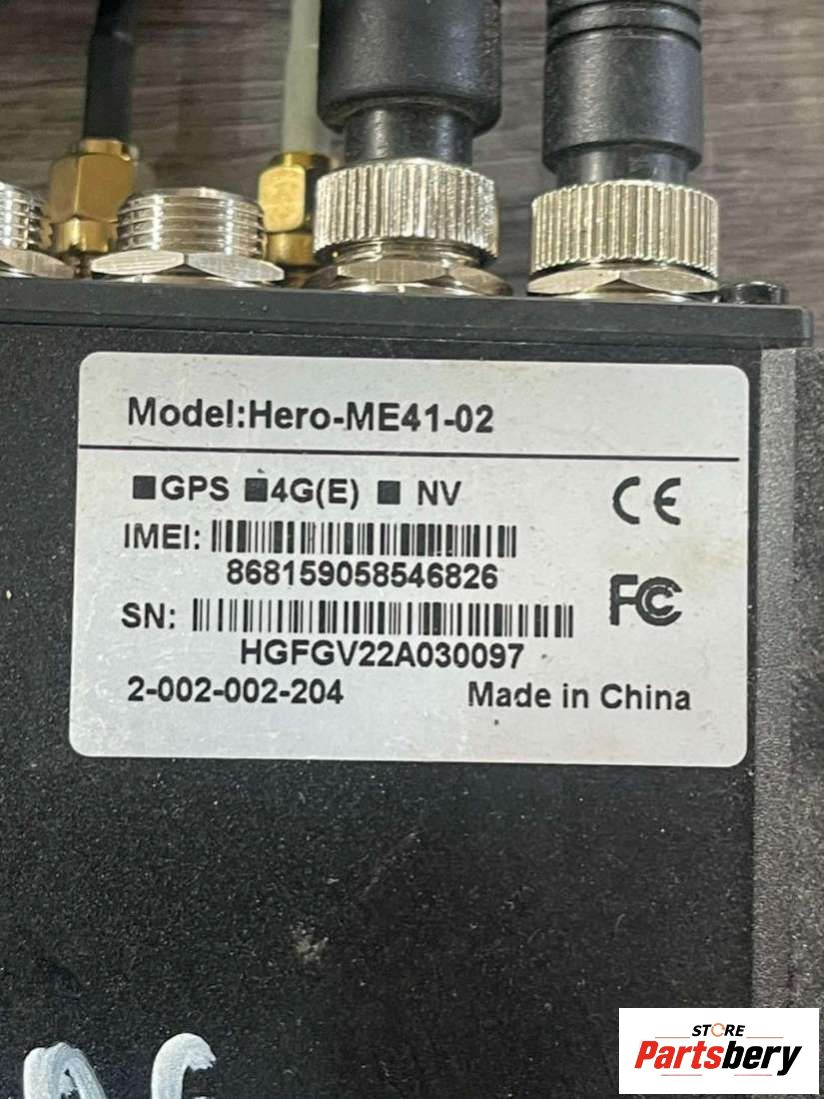 Model:Hero-ME41-02
■GPS ■4G(E) ■ NV
CE
IMEI:
868159058546826
FC
SN:
HGFGV22A030097
2-002-002-204 Made in China
STORE
Partsbery